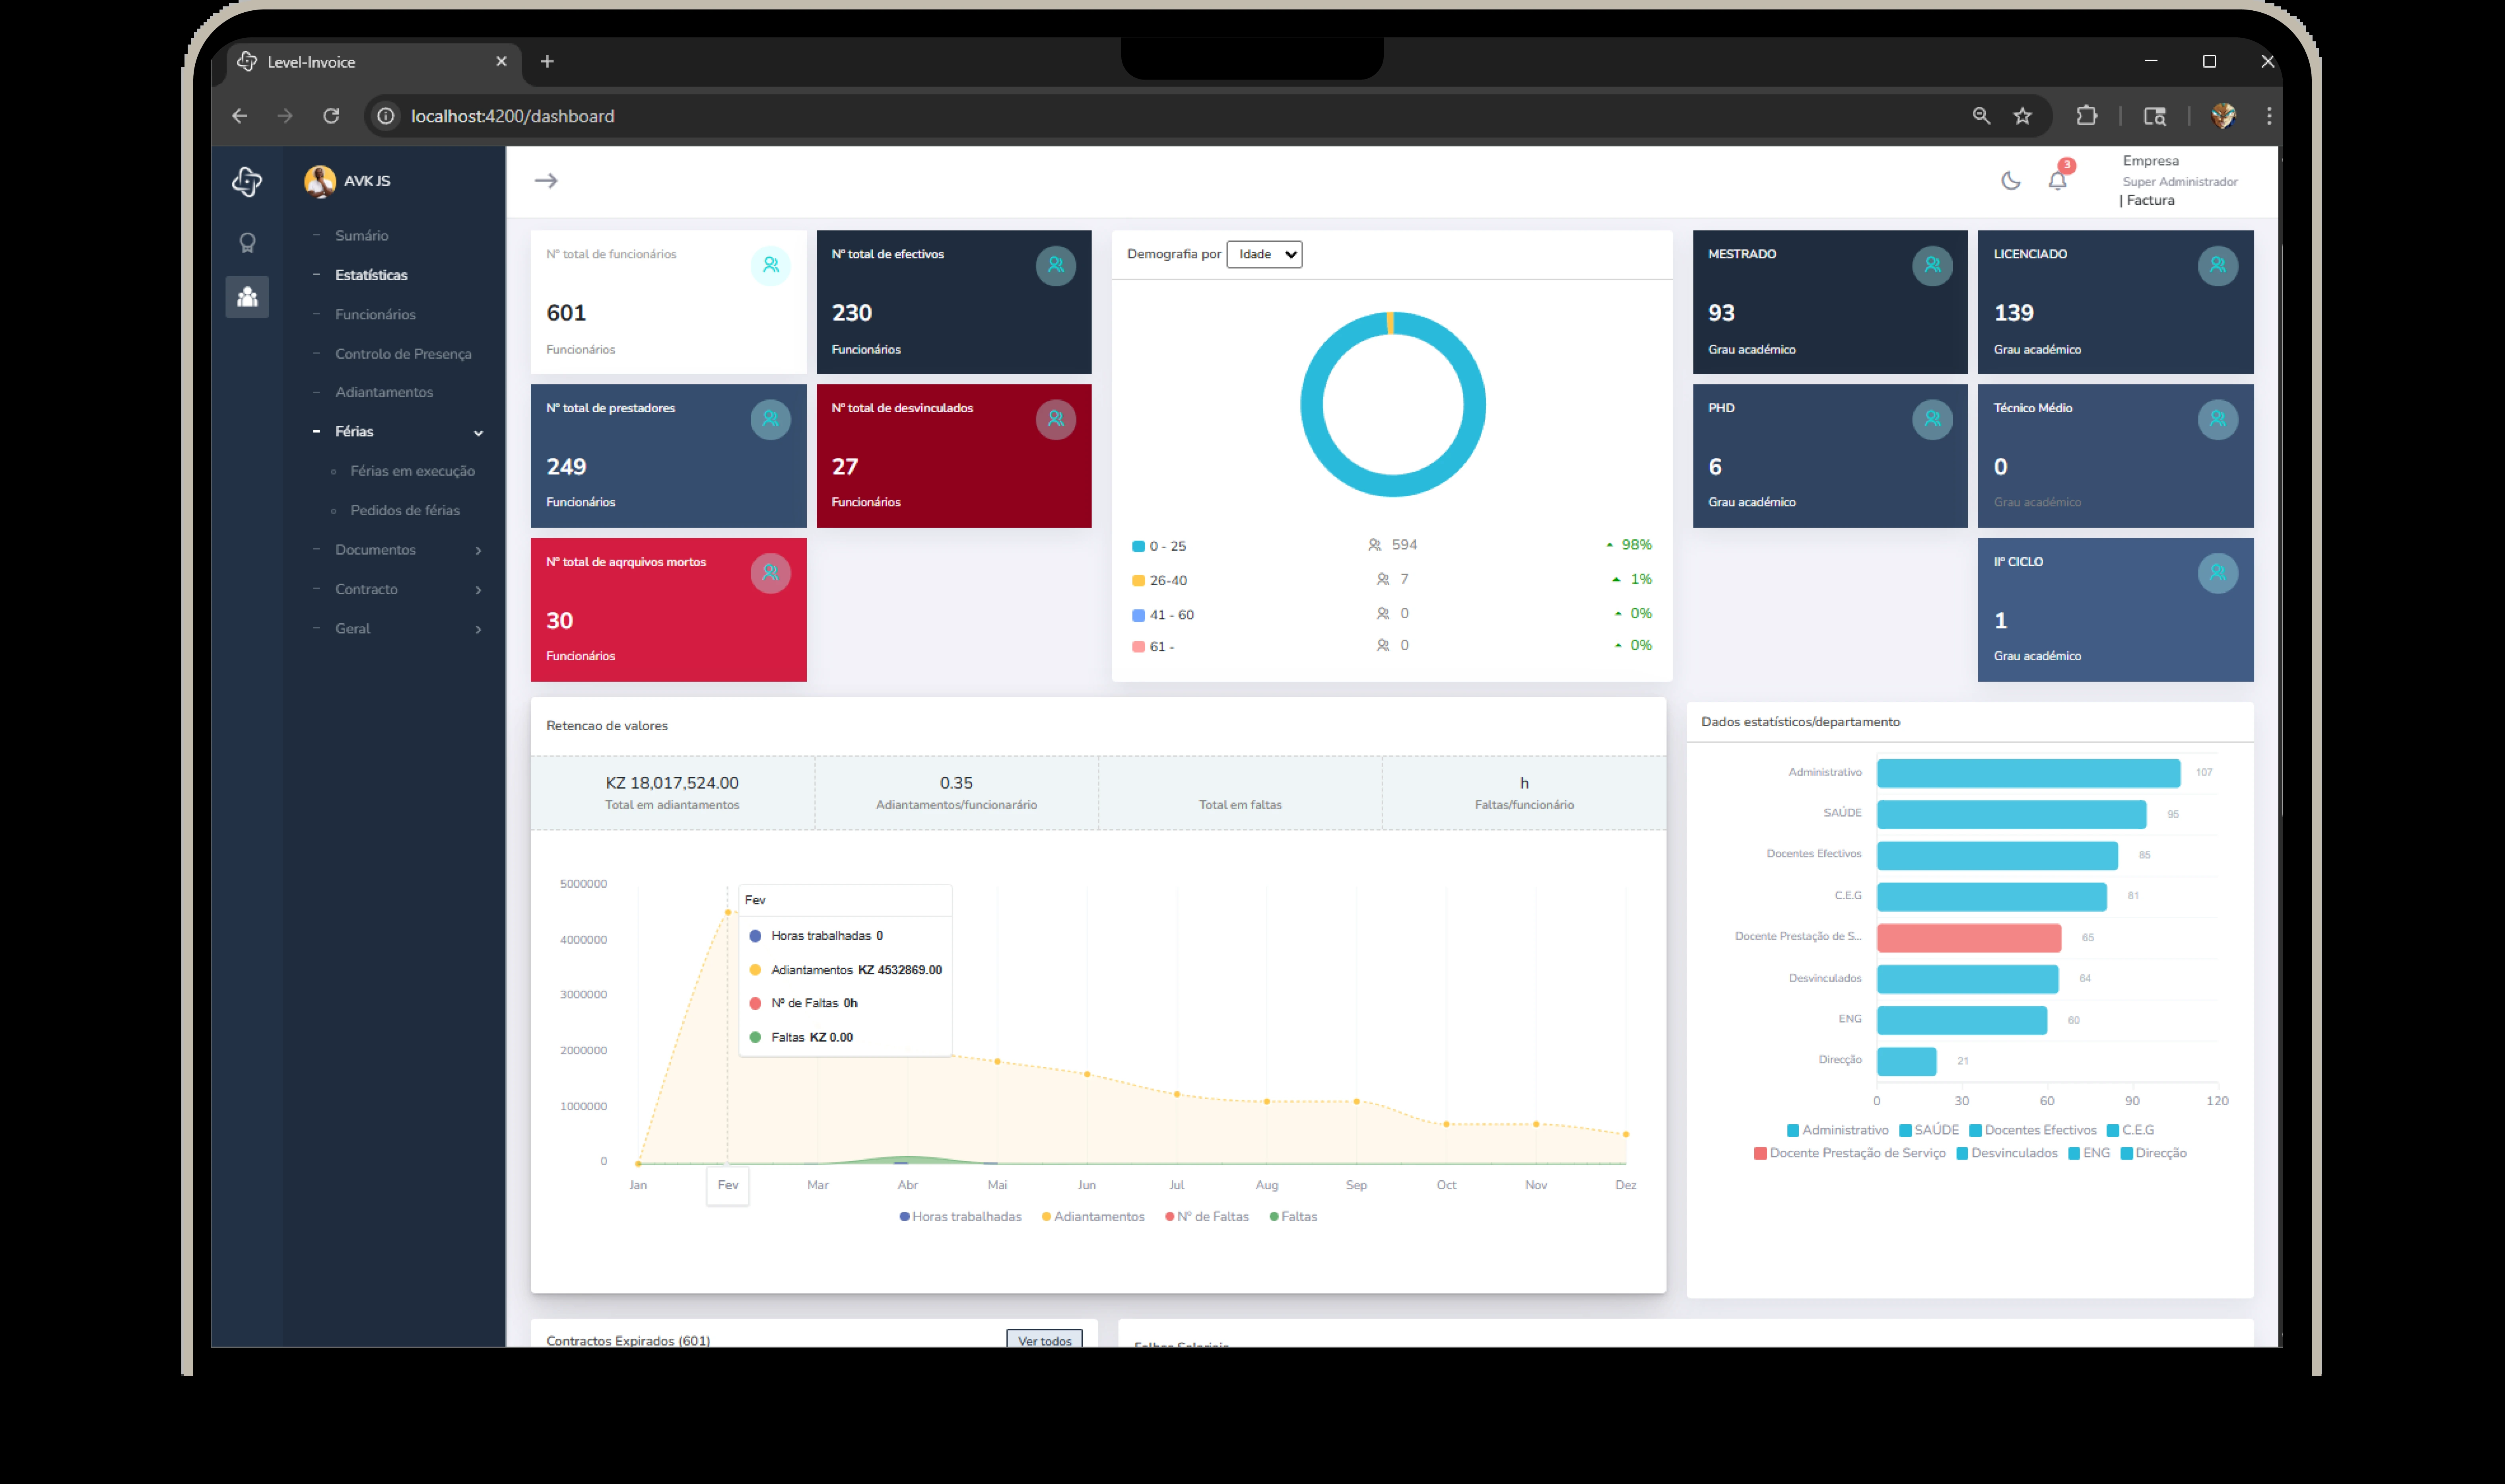 Level-Invoice
localhost:4200/dashboard
AVK JS
Sumário
Estatísticas
Funcionários
Controlo de Presença
Adiantamentos
Férias
Férias em execução
Pedidos de férias
Documentos
Contracto
Geral
3
Empresa
Super Administrador
| Factura
Nº total de funcionários
601
Funcionários
Nº total de efectivos
230
Funcionários
Nº total de prestadores
249
Funcionários
Nº total de desvinculados
27
Funcionários
Nº total de aqrquivos mortos
30
Funcionários
Demografia por Idade
0 - 25 594 98%
26-40 7 1%
41 - 60 0 0%
61 - 0 0%
MESTRADO
93
Grau académico
LICENCIADO
139
Grau académico
PHD
6
Grau académico
Técnico Médio
0
Grau académico
IIº CICLO
1
Grau académico
Retencao de valores
KZ 18,017,524.00
Total em adiantamentos
0.35
Adiantamentos/funcionarário
Total em faltas
h
Faltas/funcionário
5000000
4000000
3000000
2000000
1000000
0
Fev
Horas trabalhadas 0
Adiantamentos KZ 4532869.00
Nº de Faltas 0h
Faltas KZ 0.00
Jan Fev Mar Abr Mai Jun Jul Aug Sep Oct Nov Dez
Horas trabalhadas Adiantamentos Nº de Faltas Faltas
Dados estatísticos/departamento
Administrativo 107
SAÚDE 95
Docentes Efectivos 85
C.E.G 81
Docente Prestação de S... 65
Desvinculados 64
ENG 60
Direcção 21
0 30 60 90 120
Administrativo SAÚDE Docentes Efectivos C.E.G
Docente Prestação de Serviço Desvinculados ENG Direcção
Contractos Expirados (601)
Ver todos